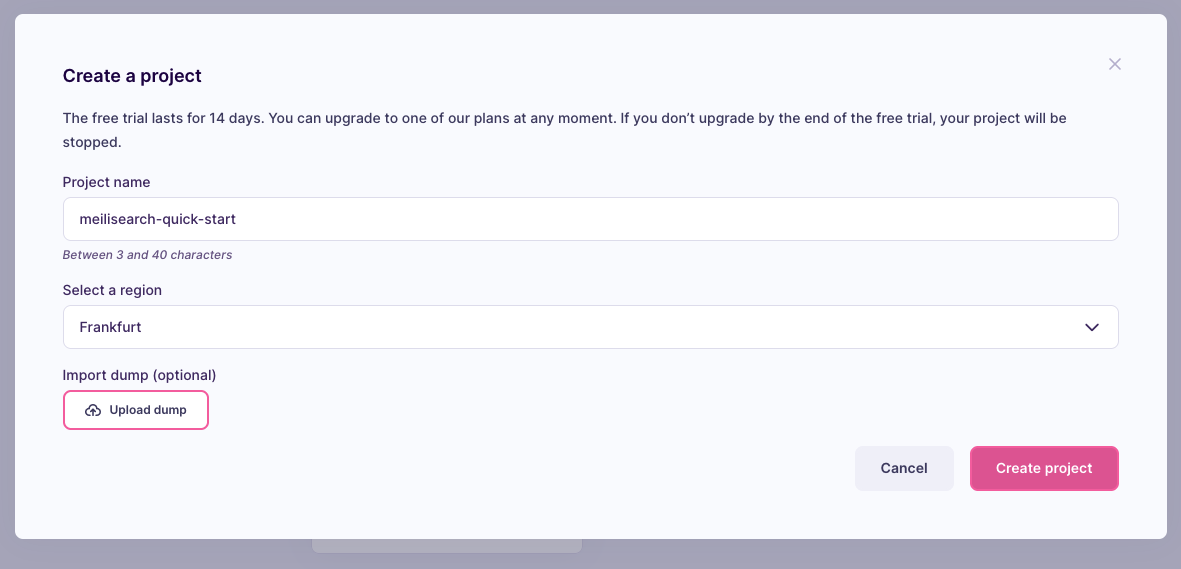 Create a project
The free trial lasts for 14 days. You can upgrade to one of our plans at any moment. If you don’t upgrade by the end of the free trial, your project will be
stopped.
Project name
meilisearch-quick-start
Between 3 and 40 characters
Select a region
Frankfurt
Import dump (optional)
Upload dump
Cancel
Create project